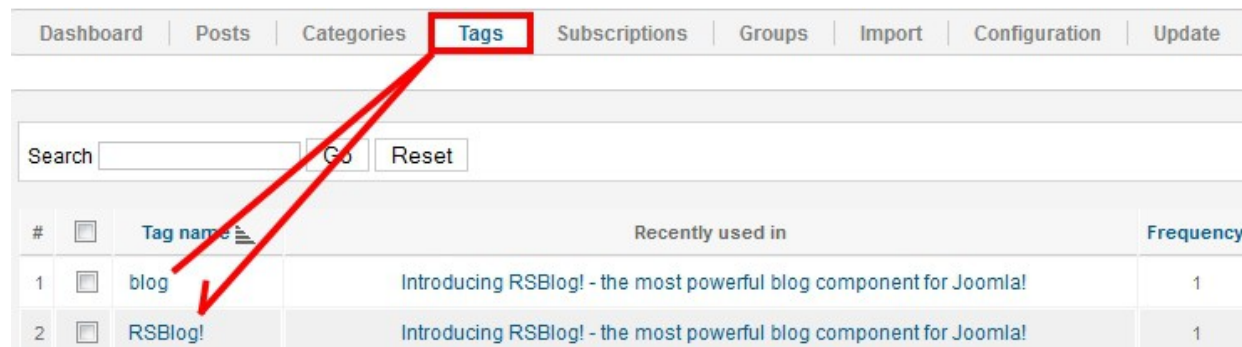 Dashboard Posts Categories Tags Subscriptions Groups Import Configuration Update
Search Go Reset
# Tag name Recently used in Frequency
1 blog Introducing RSBlog! - the most powerful blog component for Joomla! 1
2 RSBlog! Introducing RSBlog! - the most powerful blog component for Joomla! 1